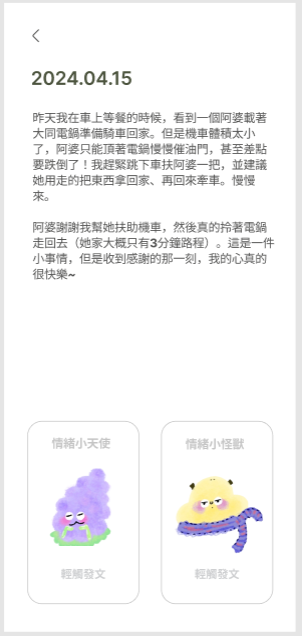 2024.04.15
昨天我在車上等餐的時候，看到一個阿婆載著
大同電鍋準備騎車回家。但是機車體積太小
了，阿婆只能頂著電鍋慢慢催油門，甚至差點
要跌倒了！我趕緊跳下車扶阿婆一把，並建議
她用走的把東西拿回家、再回來牽車。慢慢
來。
阿婆謝謝我幫她扶助機車，然後真的拎著電鍋
走回去（她家大概只有3分鐘路程）。這是一件
小事情，但是收到感謝的那一刻，我的心真的
很快樂~
情緒小天使
情緒小怪獸
輕觸發文
輕觸發文